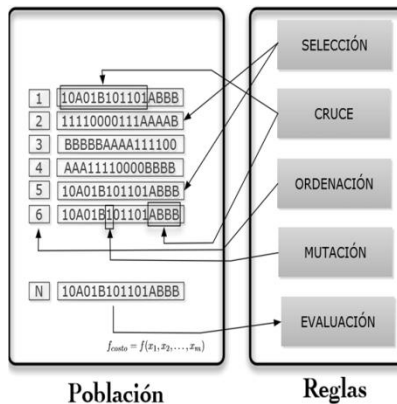 1 10A01B101101ABBB
2 11110000111AAAAB
3 BBBBBAAAA111100
4 AAA11110000BBBB
5 10A01B101101ABBB
6 10A01B101101ABBB
N 10A01B101101ABBB
f_costo = f(x_1, x_2, ..., x_m)
Población
SELECCIÓN
CRUCE
ORDENACIÓN
MUTACIÓN
EVALUACIÓN
Reglas